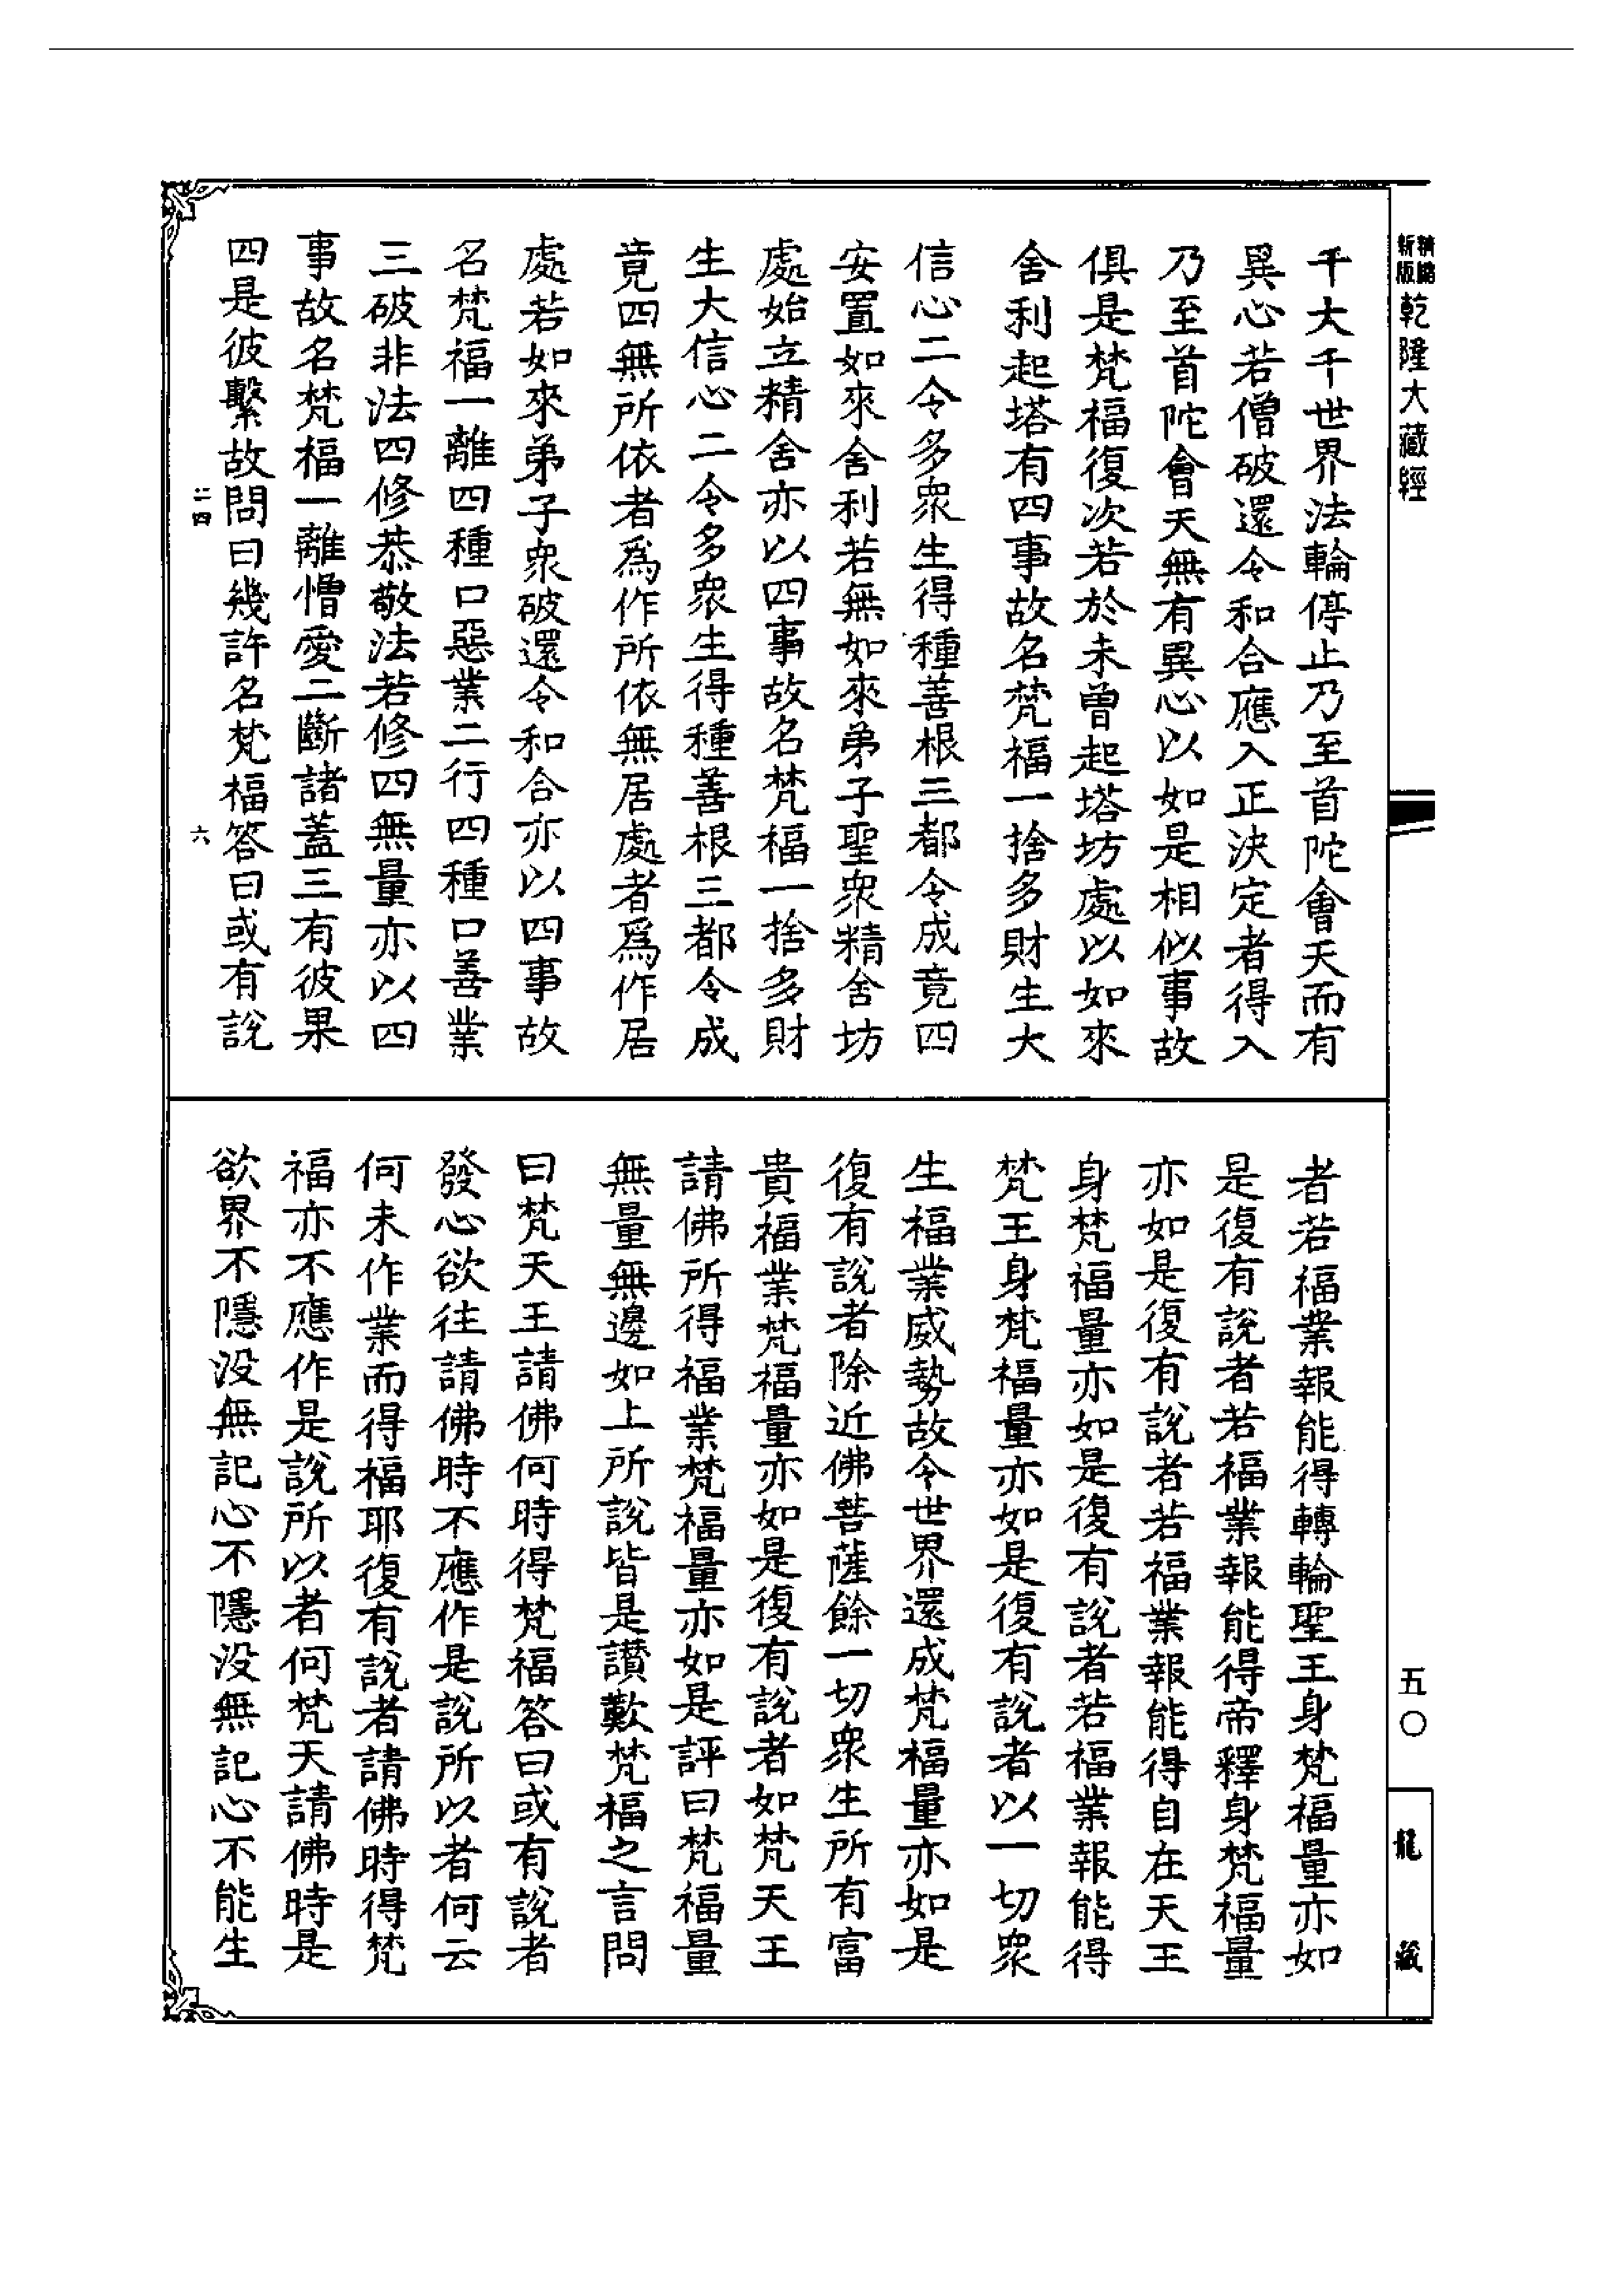 精縮
新版
乾隆大藏經
五〇
龍藏
千大千世界法輪停止乃至首陀會天而有
異心若僧破還令和合應入正決定者得入
乃至首陀會天無有異心以如是相似事故
俱是梵福復次若於未曾起塔坊處以如來
舍利起塔有四事故名梵福一捨多財生大
信心二令多衆生得種善根三都令成竟四
安置如來舍利若無如來弟子聖衆精舍坊
處始立精舍亦以四事故名梵福一捨多財
生大信心二令多衆生得種善根三都令成
竟四無所依者爲作所依無居處者爲作居
處若如來弟子衆破還令和合亦以四事故
名梵福一離四種口惡業二行四種口善業
三破非法四修恭敬法若修四無量亦以四
事故名梵福一離憎愛二斷諸蓋三有彼果
四是彼繫故問曰幾許名梵福答曰或有說
二四
六
者若福業報能得轉輪聖王身梵福量亦如
是復有說者若福業報能得帝釋身梵福量
亦如是復有說者若福業報能得自在天王
身梵福量亦如是復有說者若福業報能得
梵王身梵福量亦如是復有說者以一切衆
生福業威勢故令世界還成梵福量亦如是
復有說者除近佛菩薩餘一切衆生所有富
貴福業梵福量亦如是復有說者如梵天王
請佛所得福業梵福量亦如是評曰梵福量
無量無邊如上所說皆是讚歎梵福之言問
曰梵天王請佛何時得梵福答曰或有說者
發心欲往請佛時不應作是說所以者何云
何未作業而得福耶復有說者請佛時得梵
福亦不應作是說所以者何梵天請佛時是
欲界不隱没無記心不隱没無記心不能生